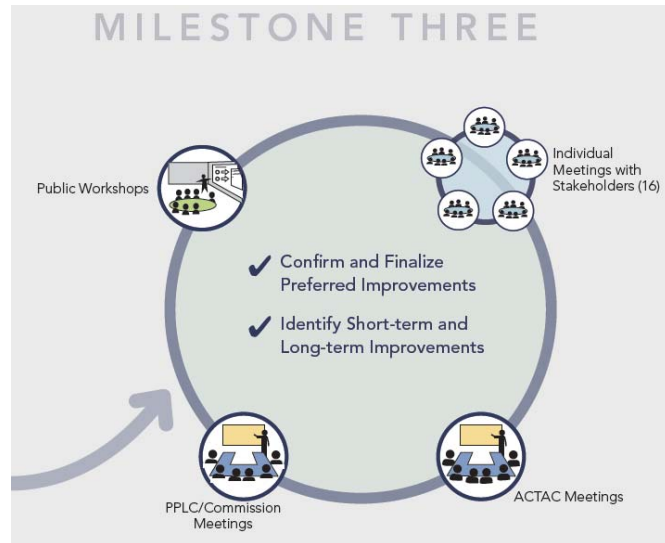 MILESTONE THREE
Public Workshops
Individual
Meetings with
Stakeholders (16)
✓ Confirm and Finalize
Preferred Improvements
✓ Identify Short-term and
Long-term Improvements
PPLC/Commission
Meetings
ACTAC Meetings